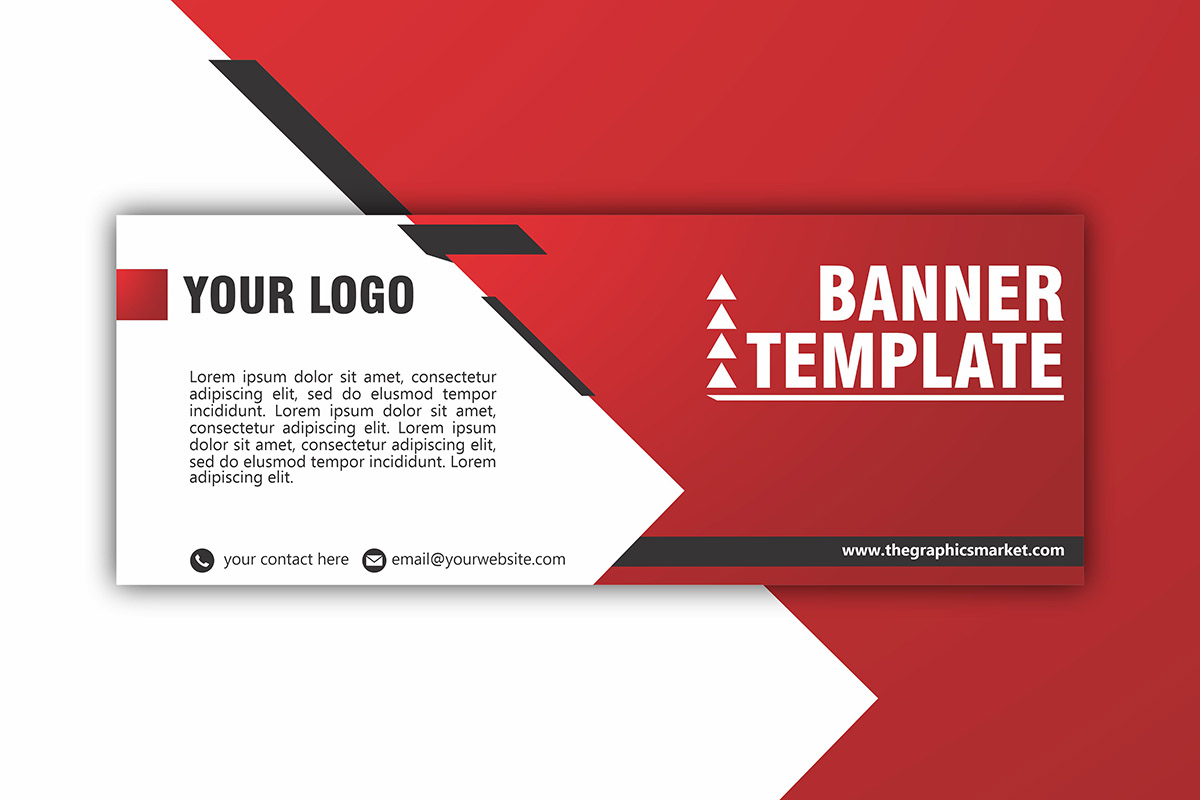 YOUR LOGO
Lorem ipsum dolor sit amet, consectetur
adipiscing elit, sed do elusmod tempor
incididunt. Lorem ipsum dolor sit amet,
consectetur adipiscing elit. Lorem ipsum
dolor sit amet, consectetur adipiscing elit,
sed do elusmod tempor incididunt. Lorem
adipiscing elit.
your contact here
email@yourwebsite.com
BANNER
TEMPLATE
www.thegraphicsmarket.com